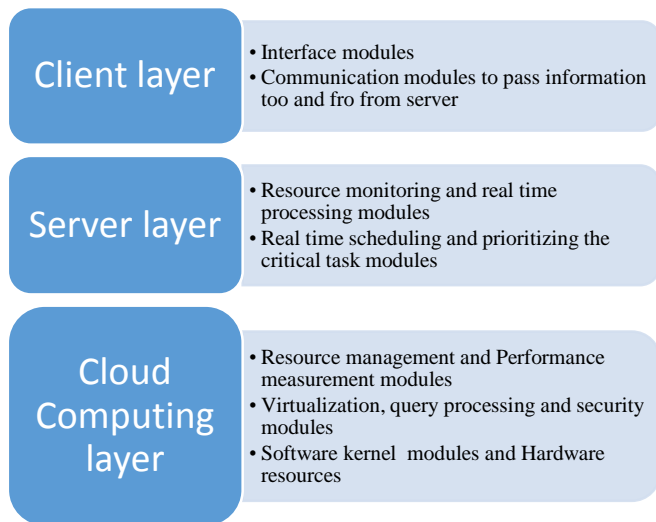 Client layer
• Interface modules
• Communication modules to pass information
too and fro from server
Server layer
• Resource monitoring and real time
processing modules
• Real time scheduling and prioritizing the
critical task modules
Cloud
Computing
layer
• Resource management and Performance
measurement modules
• Virtualization, query processing and security
modules
• Software kernel modules and Hardware
resources